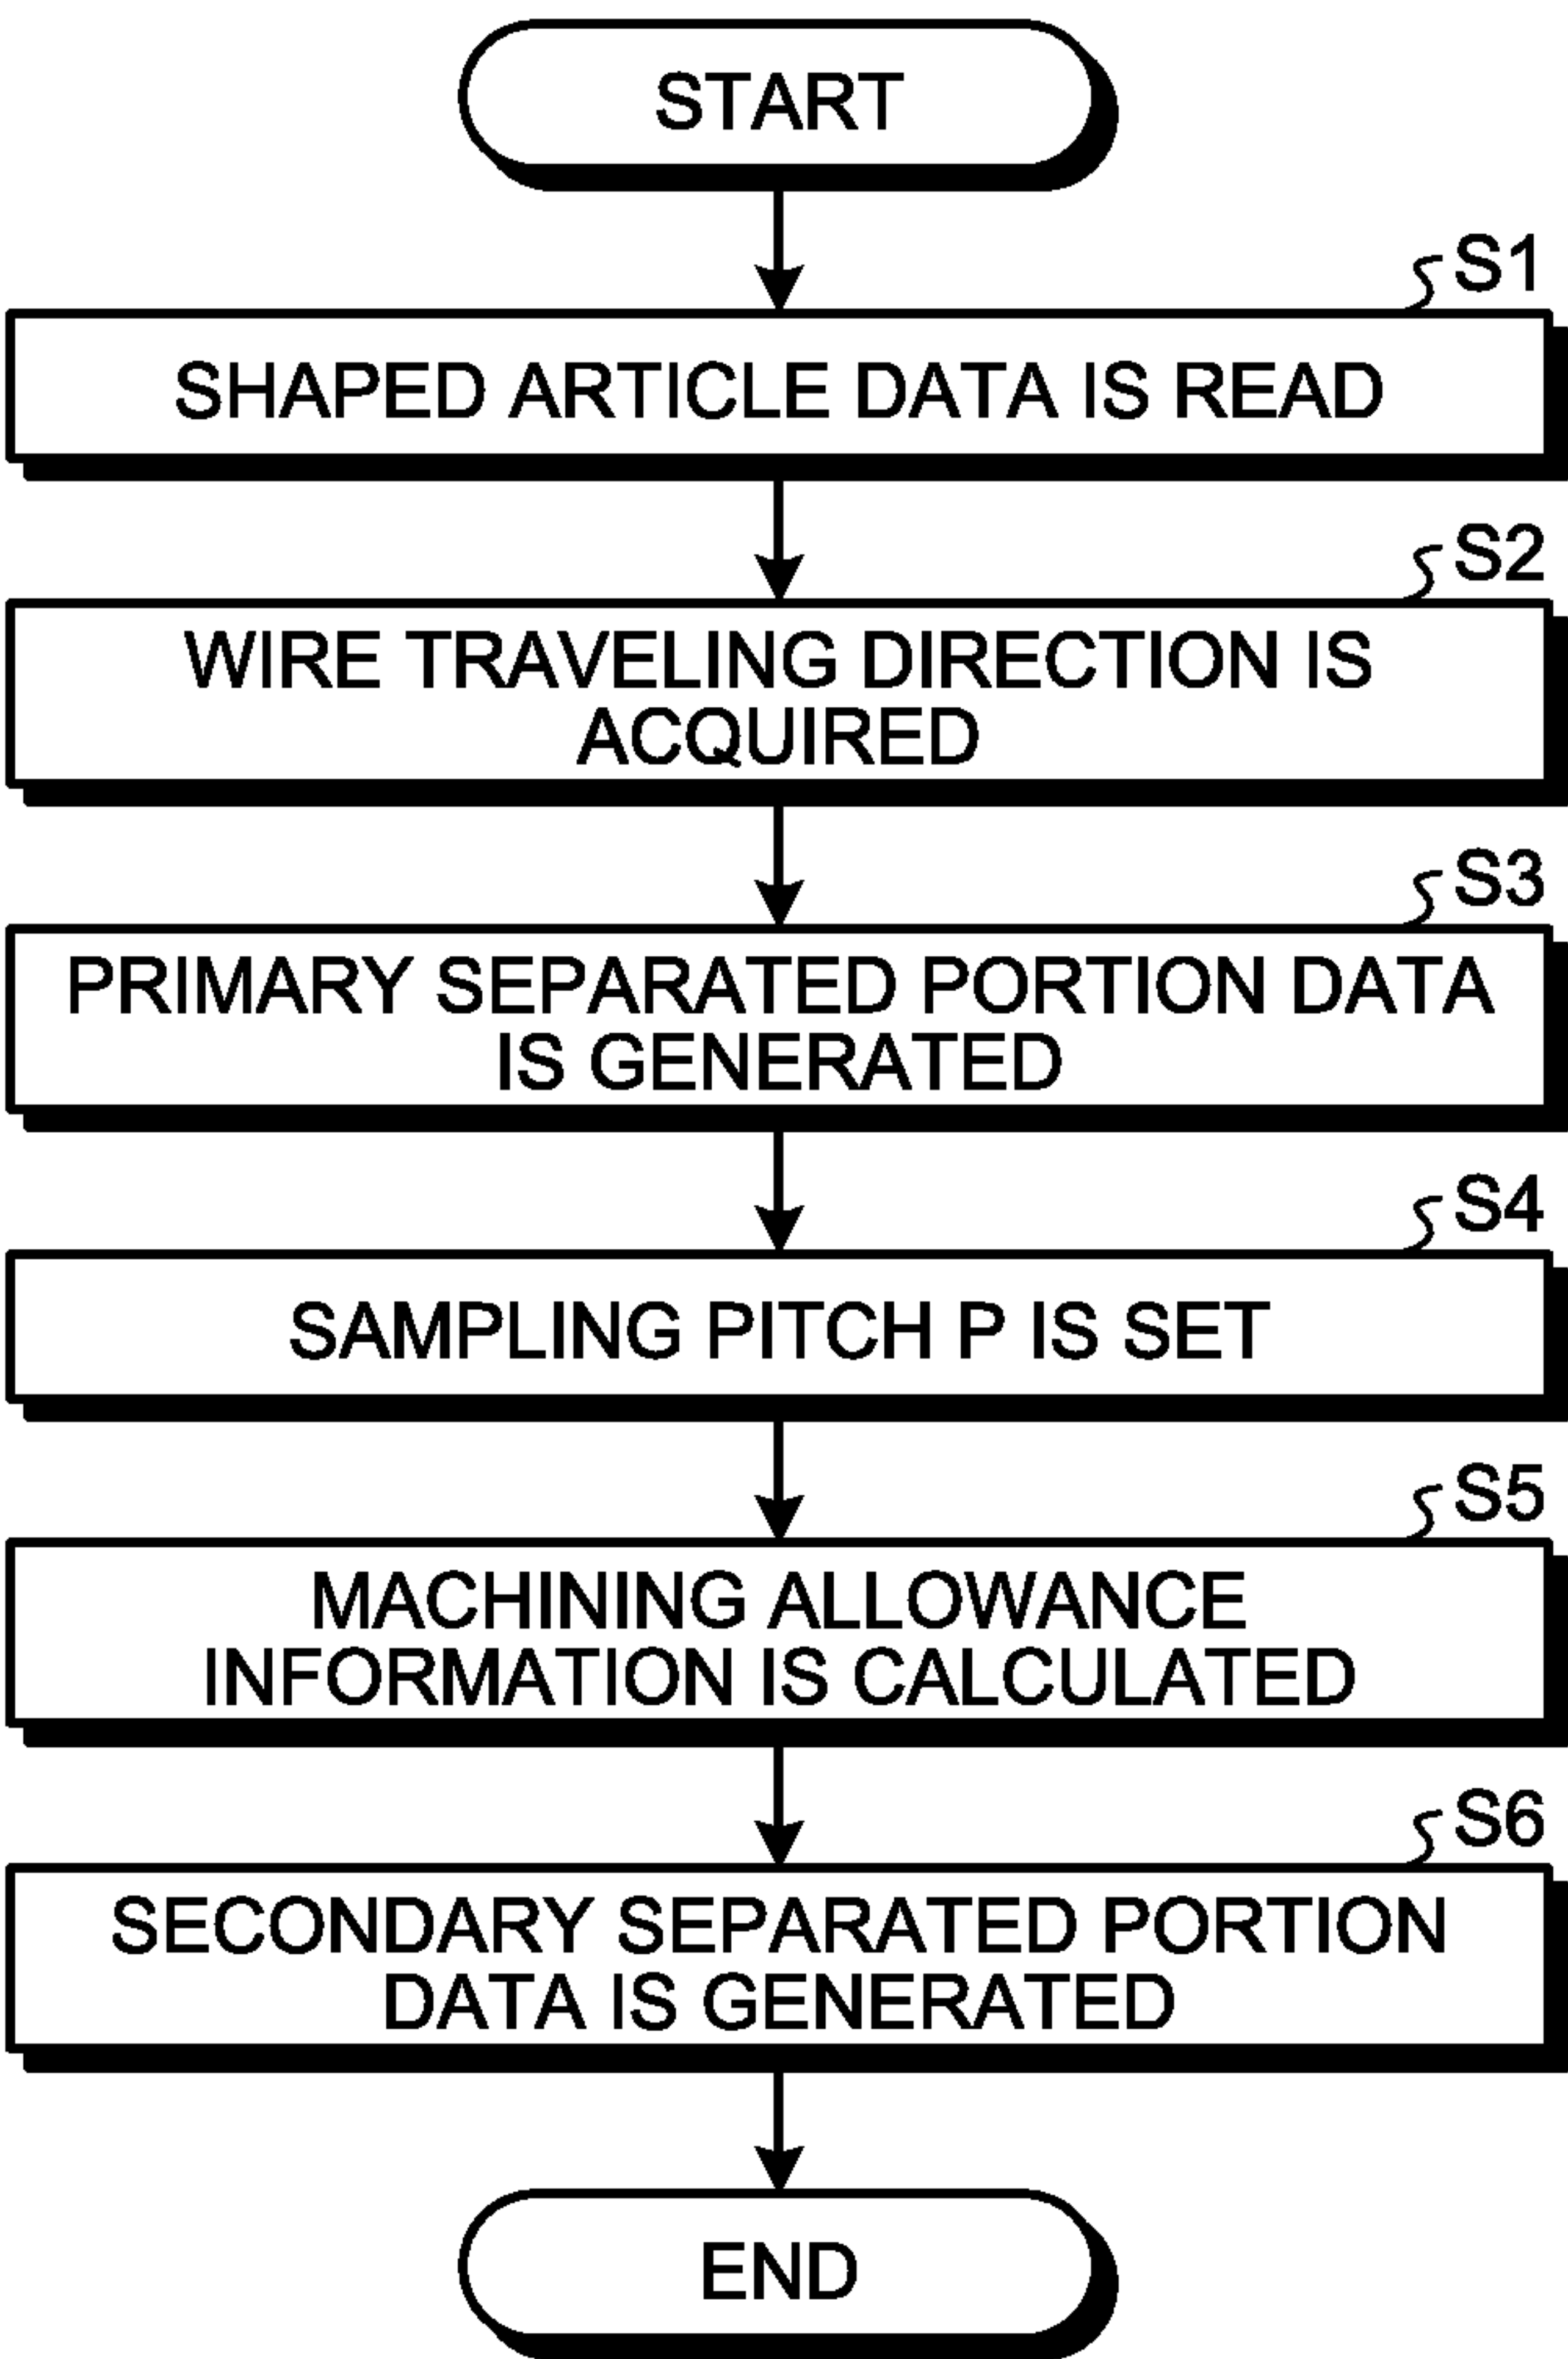 START
S1
SHAPED ARTICLE DATA IS READ
S2
WIRE TRAVELING DIRECTION IS
ACQUIRED
S3
PRIMARY SEPARATED PORTION DATA
IS GENERATED
S4
SAMPLING PITCH P IS SET
S5
MACHINING ALLOWANCE
INFORMATION IS CALCULATED
S6
SECONDARY SEPARATED PORTION
DATA IS GENERATED
END